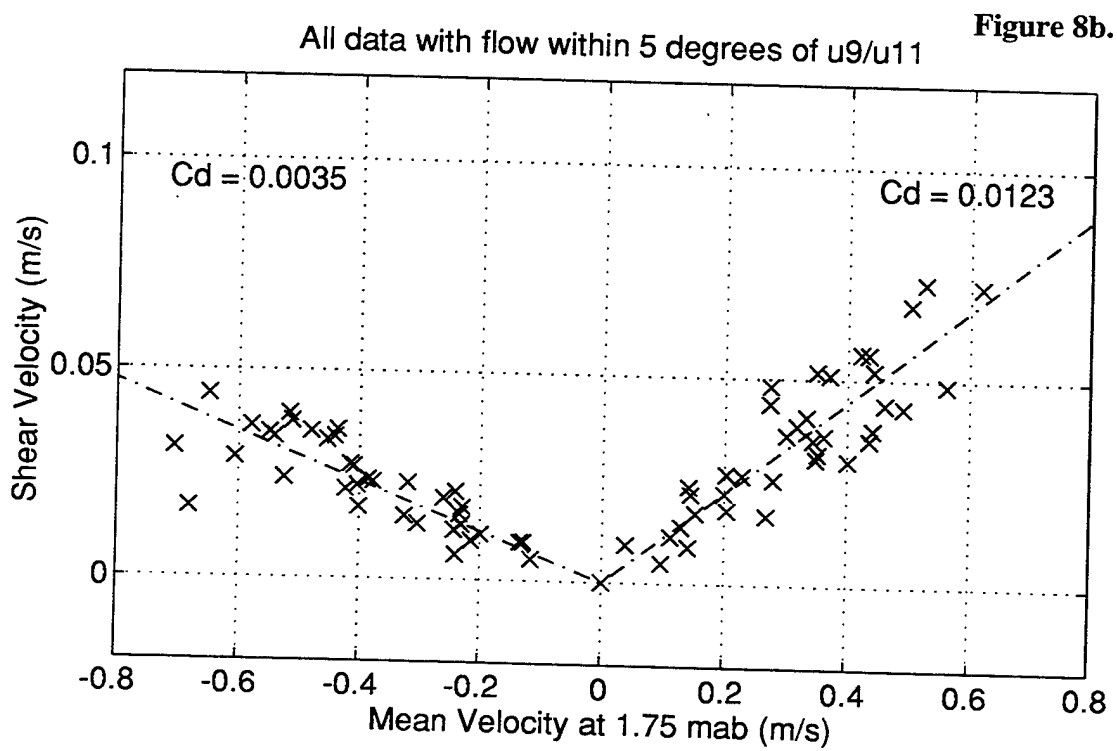 Figure 8b.
All data with flow within 5 degrees of u9/u11
Cd = 0.0035
Cd = 0.0123
Shear Velocity (m/s)
0.1
0.05
0
-0.8 -0.6 -0.4 -0.2 0 0.2 0.4 0.6 0.8
Mean Velocity at 1.75 mab (m/s)